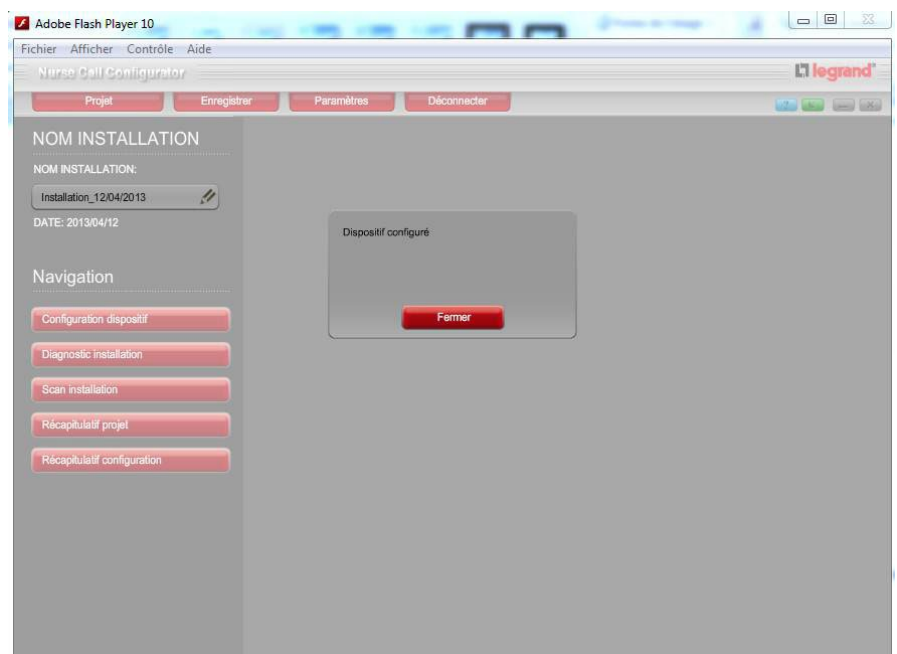 Adobe Flash Player 10
Fichier Afficher Contrôle Aide
Nurse Call Configurator
legrand
Projet Enregistrer Paramètres Déconnecter
NOM INSTALLATION
NOM INSTALLATION:
Installation_12/04/2013
DATE: 2013/04/12
Dispositif configuré
Fermer
Navigation
Configuration dispositif
Diagnostic installation
Scan installation
Récapitulatif projet
Récapitulatif configuration